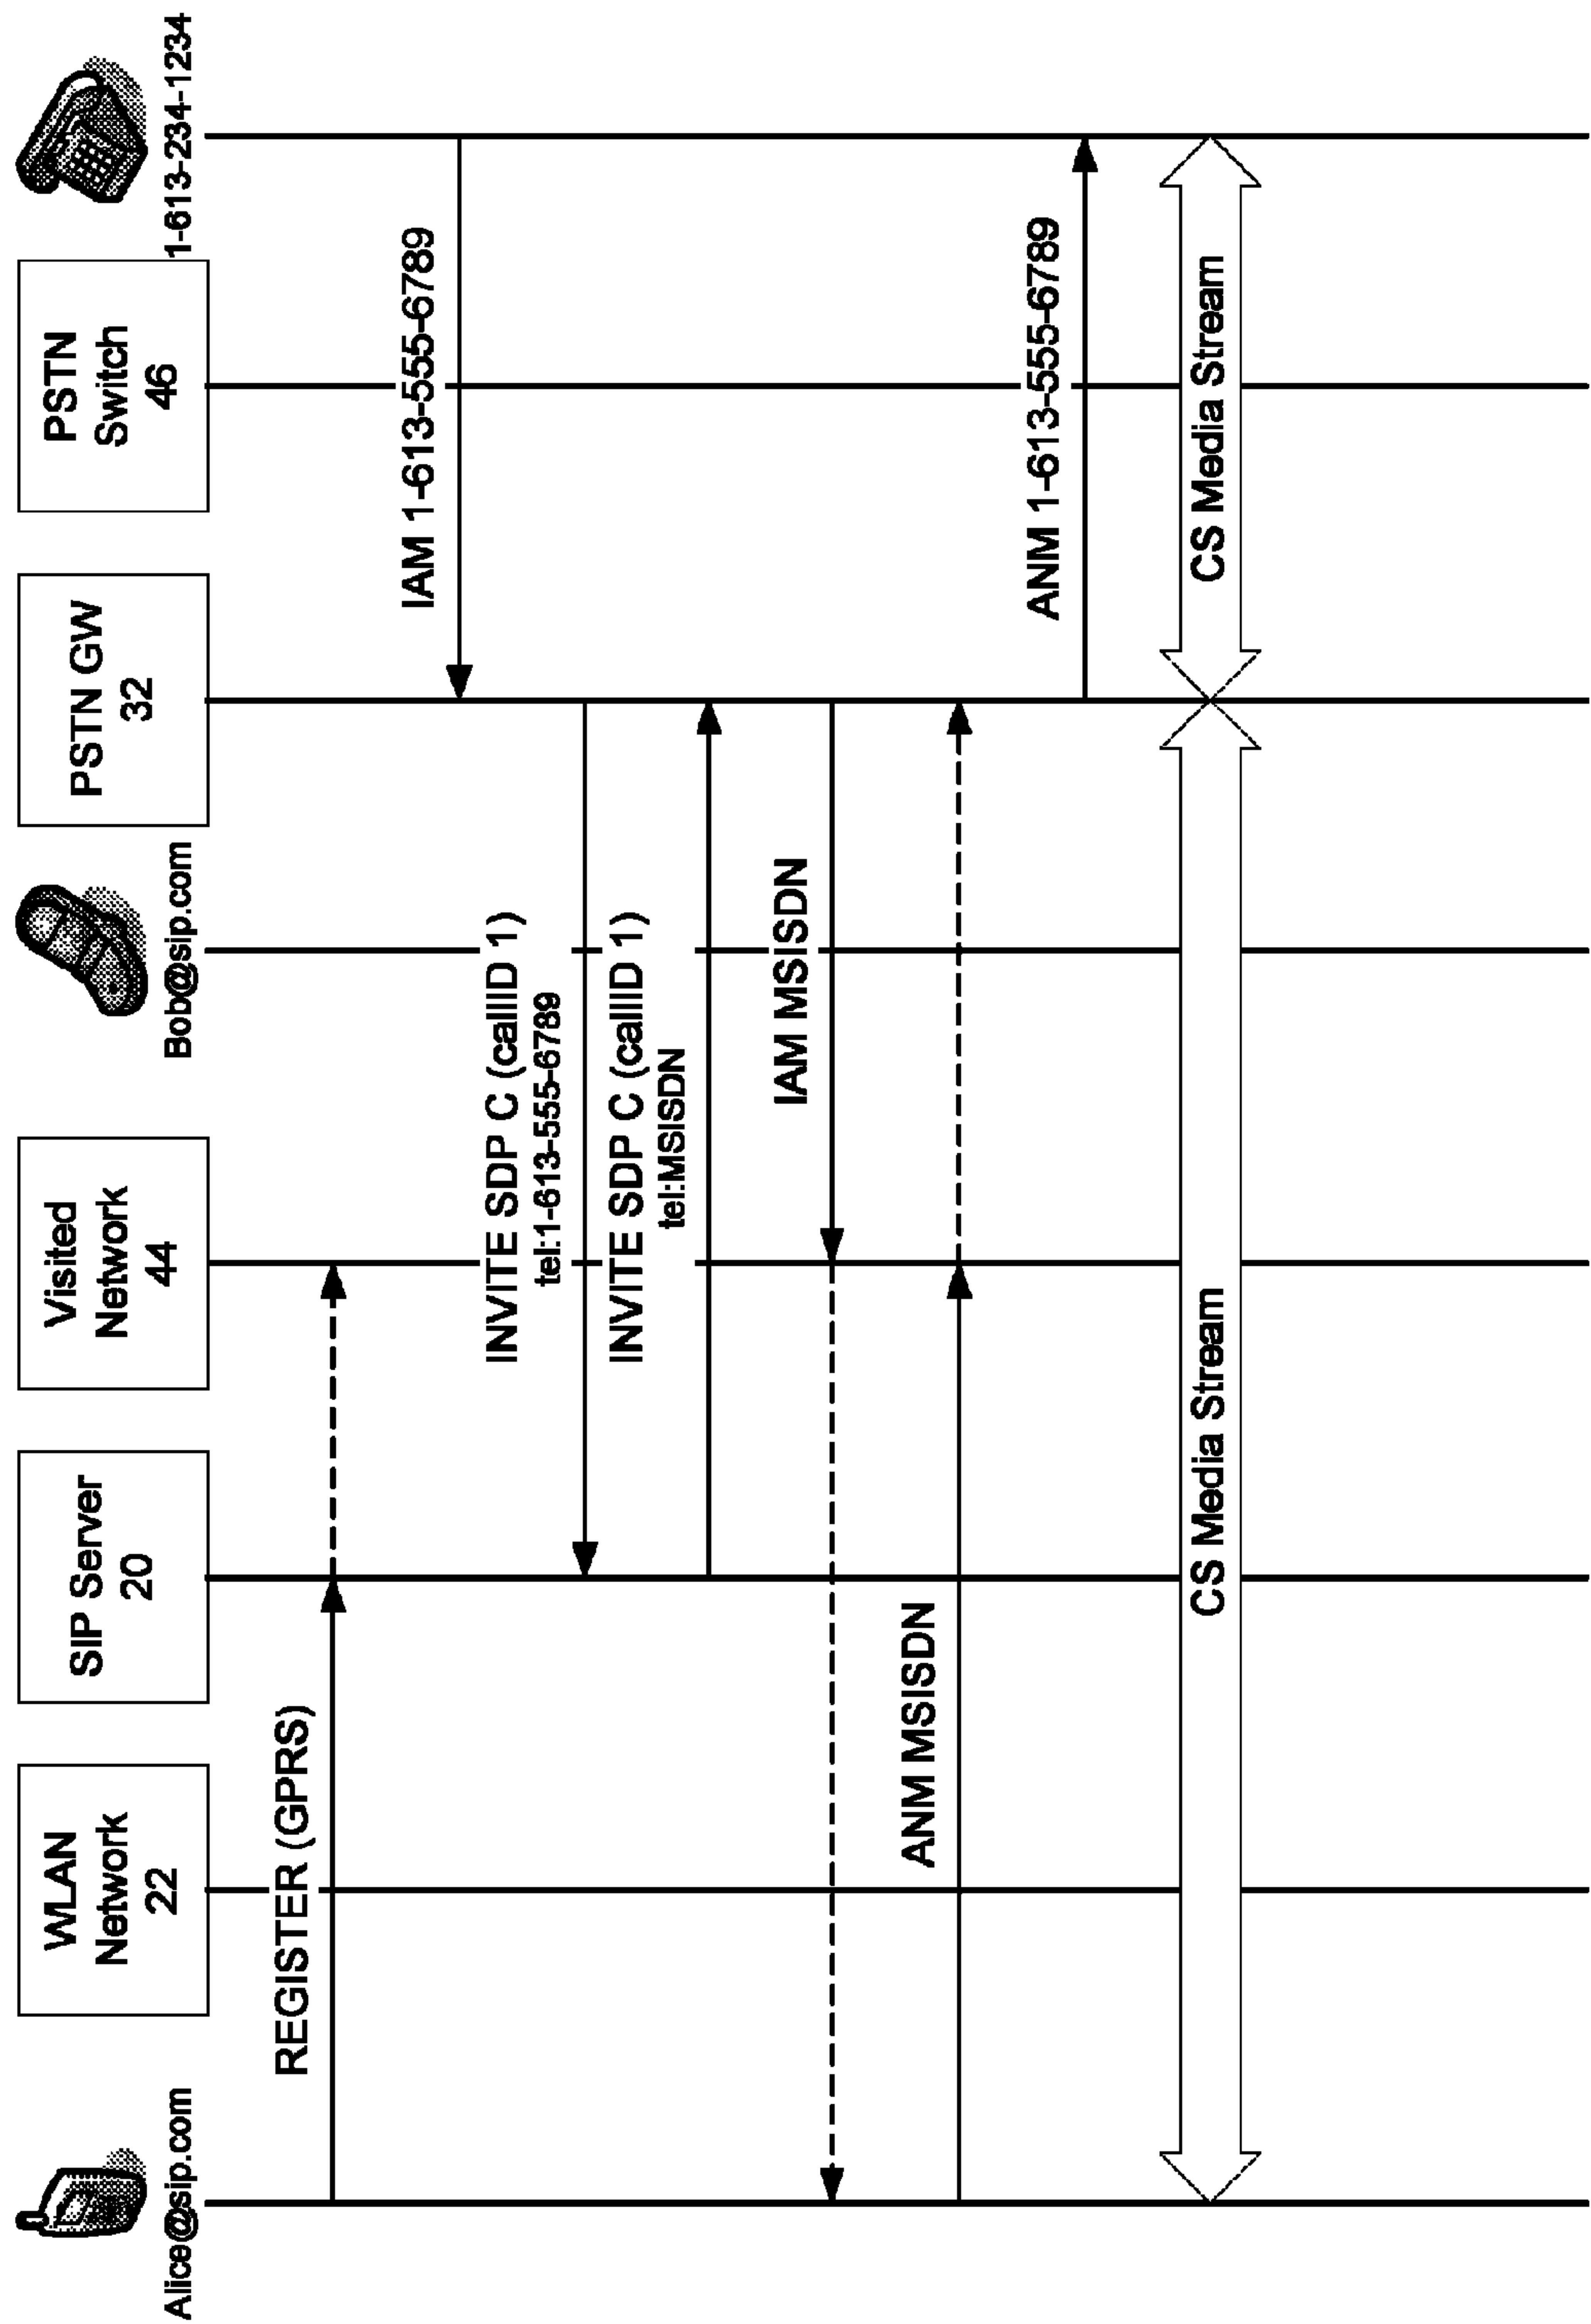 Alice@sip.com
WLAN
Network
22
SIP Server
20
Visited
Network
44
Bob@sip.com
PSTN GW
32
PSTN
Switch
46
1-613-234-1234
REGISTER (GPRS)
IAM 1-613-555-6789
INVITE SDP C (callID 1)
tel:1-613-555-6789
INVITE SDP C (callID 1)
tel:MSISDN
IAM MSISDN
ANM MSISDN
ANM 1-613-555-6789
CS Media Stream
CS Media Stream